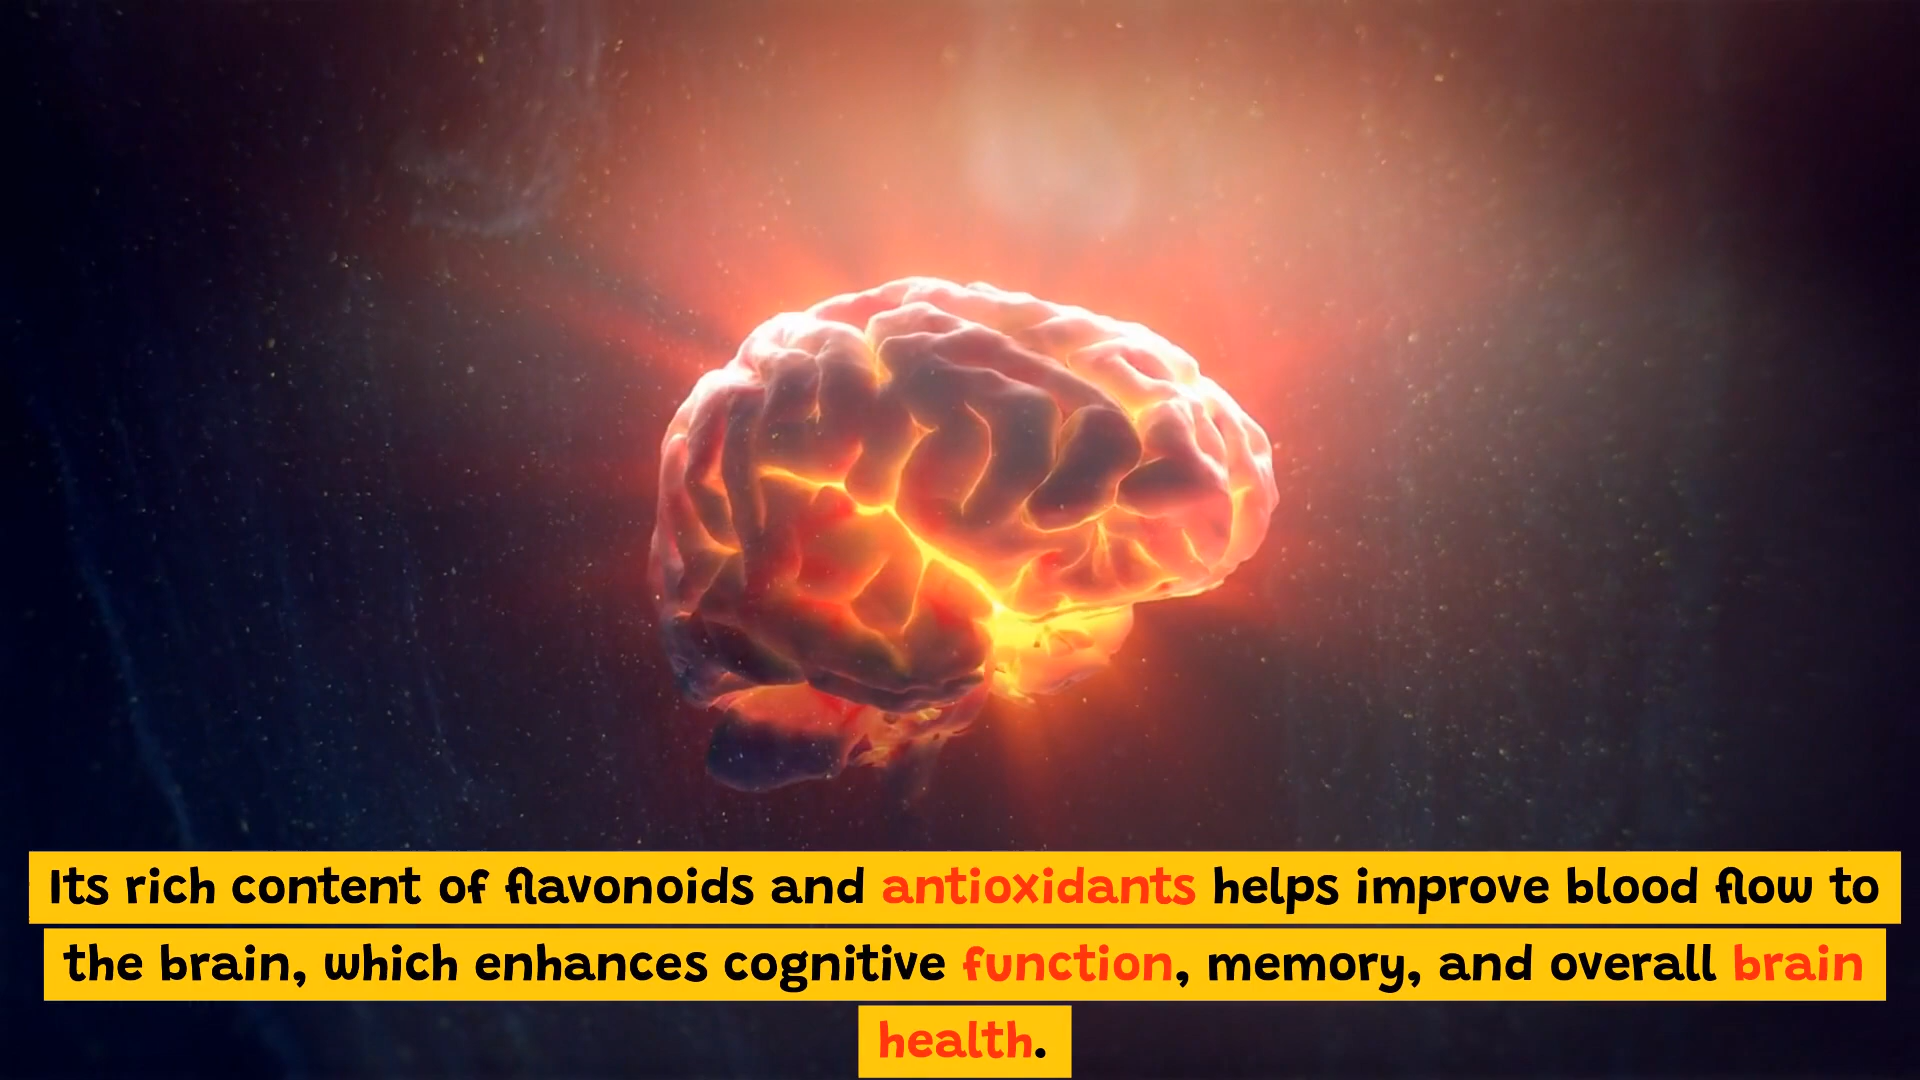 Its rich content of flavonoids and antioxidants helps improve blood flow to
the brain, which enhances cognitive function, memory, and overall brain
health.